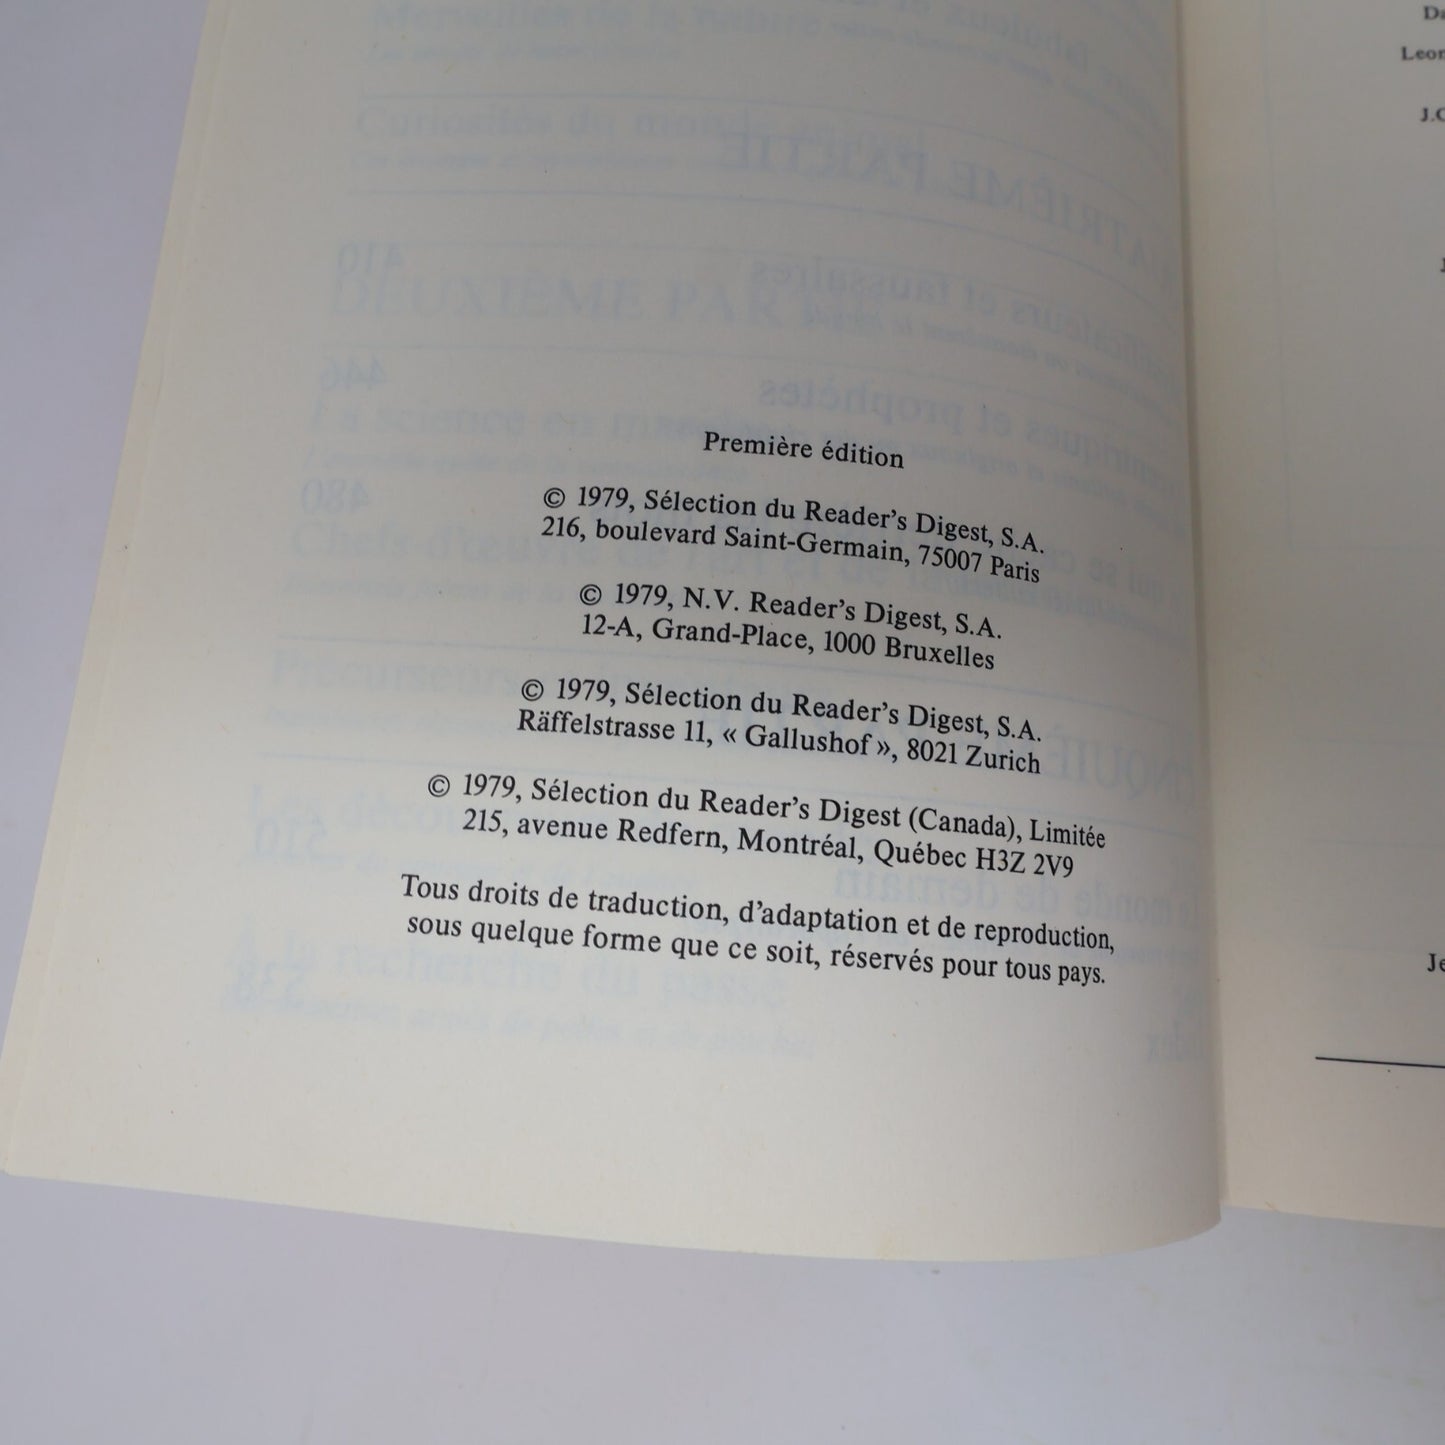 Première édition
© 1979, Sélection du Reader's Digest, S.A.
216, boulevard Saint-Germain, 75007 Paris
© 1979, N.V. Reader's Digest, S.A.
12-A, Grand-Place, 1000 Bruxelles
© 1979, Sélection du Reader's Digest, S.A.
Räffelstrasse 11, « Gallushof », 8021 Zurich
© 1979, Sélection du Reader's Digest (Canada), Limitée
215, avenue Redfern, Montréal, Québec H3Z 2V9
Tous droits de traduction, d'adaptation et de reproduction,
sous quelque forme que ce soit, réservés pour tous pays.